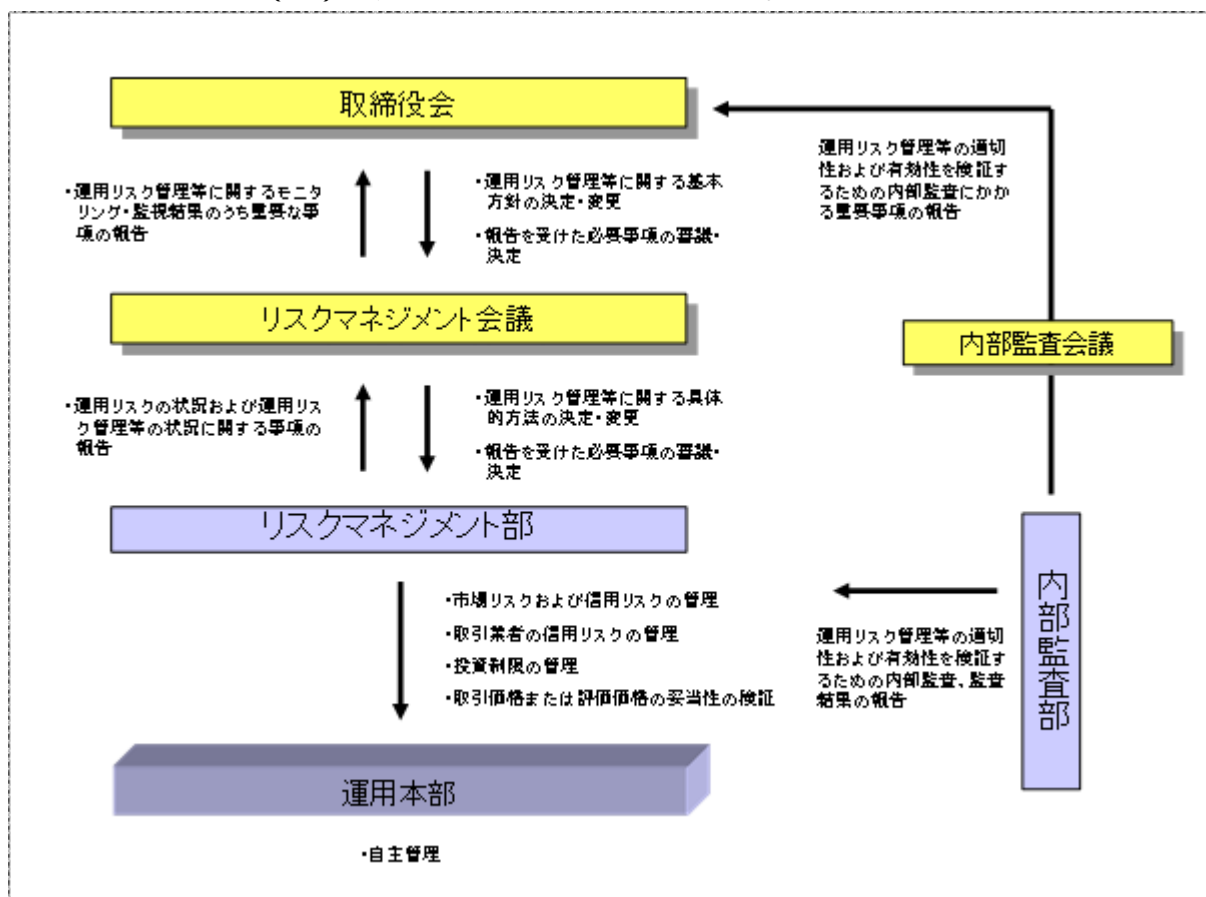 取締役会
・運用リスク管理等に関するモニ
タリング・監視結果のうち重要な事
項の報告
・運用リスク管理等に関する基本
方針の決定・変更
・報告を受けた必要事項の審議・
決定
運用リスク管理等の適切
性および有効性を検証す
るための内部監査にかか
る重要事項の報告
リスクマネジメント会議
内部監査会議
・運用リスクの状況および運用リス
ク管理等の状況に関する事項の
報告
・運用リスク管理等に関する具体
的方法の決定・変更
・報告を受けた必要事項の審議・
決定
リスクマネジメント部
内部監査部
・市場リスクおよび信用リスクの管理
・取引業者の信用リスクの管理
・投資制限の管理
・取引価格または評価価格の妥当性の検証
運用リスク管理等の適切
性および有効性を検証す
るための内部監査、監査
結果の報告
運用本部
・自主管理